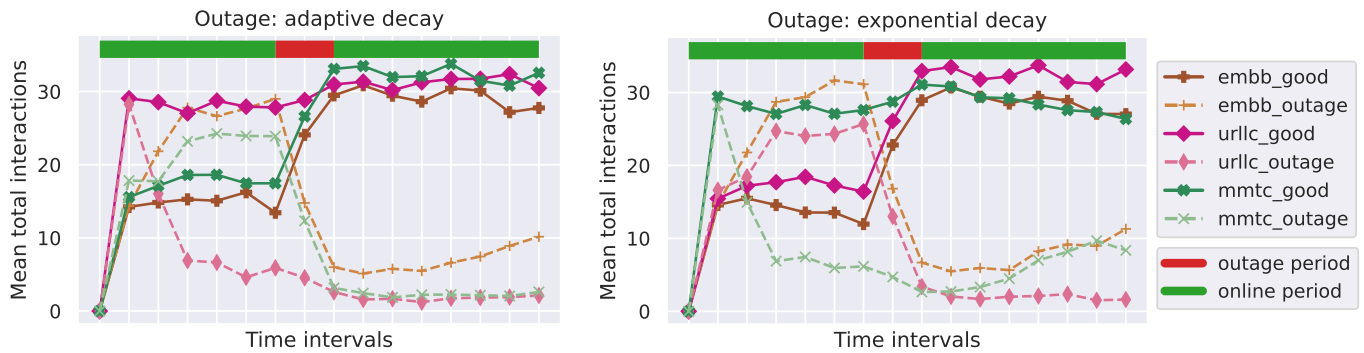 Outage: adaptive decay
Mean total interactions
30
20
10
0
Time intervals
Outage: exponential decay
Mean total interactions
30
20
10
0
Time intervals
embb_good
embb_outage
urllc_good
urllc_outage
mmtc_good
mmtc_outage
outage period
online period